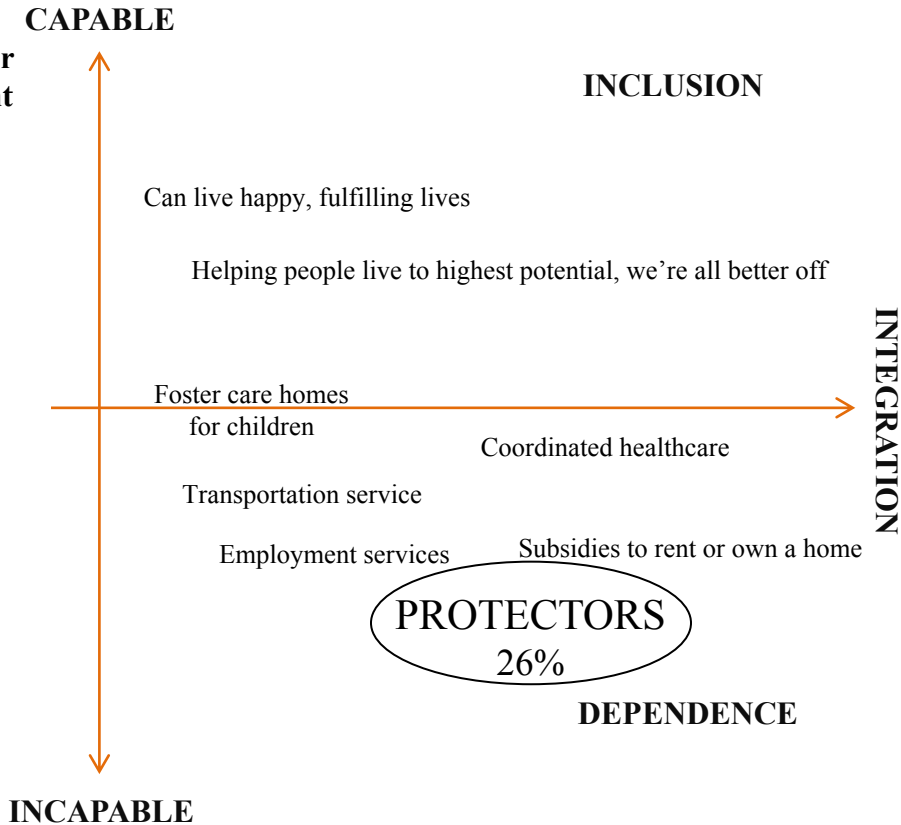 CAPABLE
INCLUSION
Can live happy, fulfilling lives
Helping people live to highest potential, we’re all better off
INTEGRATION
Foster care homes
for children
Coordinated healthcare
Transportation service
Employment services
Subsidies to rent or own a home
PROTECTORS
26%
DEPENDENCE
INCAPABLE